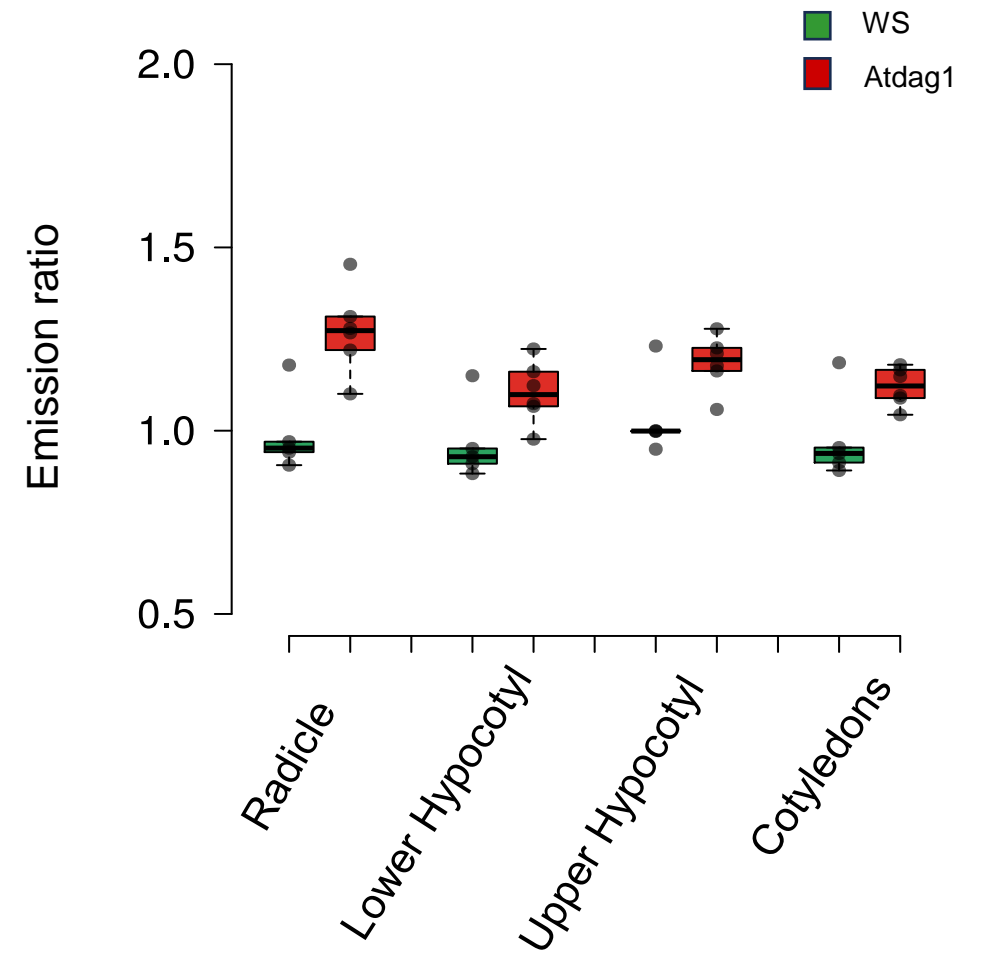 WS
Atdag1
2.0
1.5
1.0
0.5
Emission ratio
Radicle
Lower Hypocotyl
Upper Hypocotyl
Cotyledons